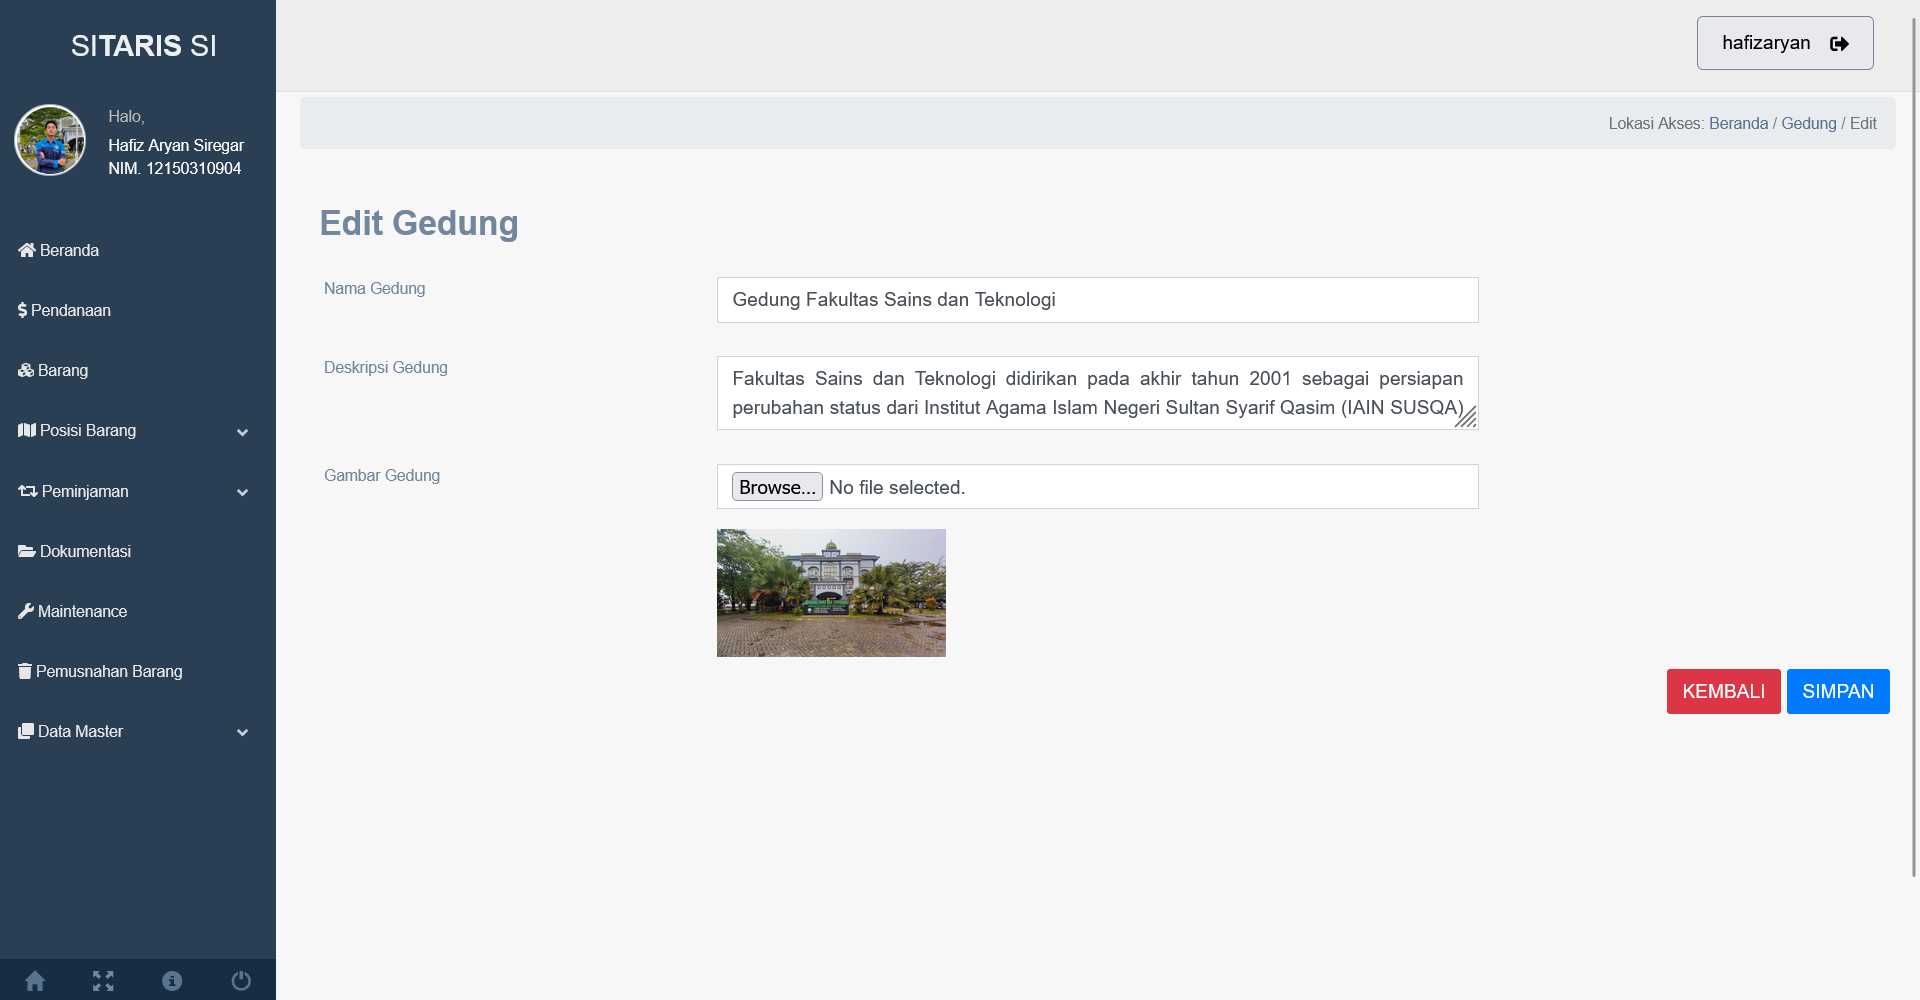 SITARIS SI
Halo,
Hafiz Aryan Siregar
NIM. 12150310904
Beranda
Pendanaan
Barang
Posisi Barang
Peminjaman
Dokumentasi
Maintenance
Pemusnahan Barang
Data Master
hafizaryan
Lokasi Akses: Beranda / Gedung / Edit
Edit Gedung
Nama Gedung
Gedung Fakultas Sains dan Teknologi
Deskripsi Gedung
Fakultas Sains dan Teknologi didirikan pada akhir tahun 2001 sebagai persiapan
perubahan status dari Institut Agama Islam Negeri Sultan Syarif Qasim (IAIN SUSQA)
Gambar Gedung
Browse... No file selected.
KEMBALI SIMPAN